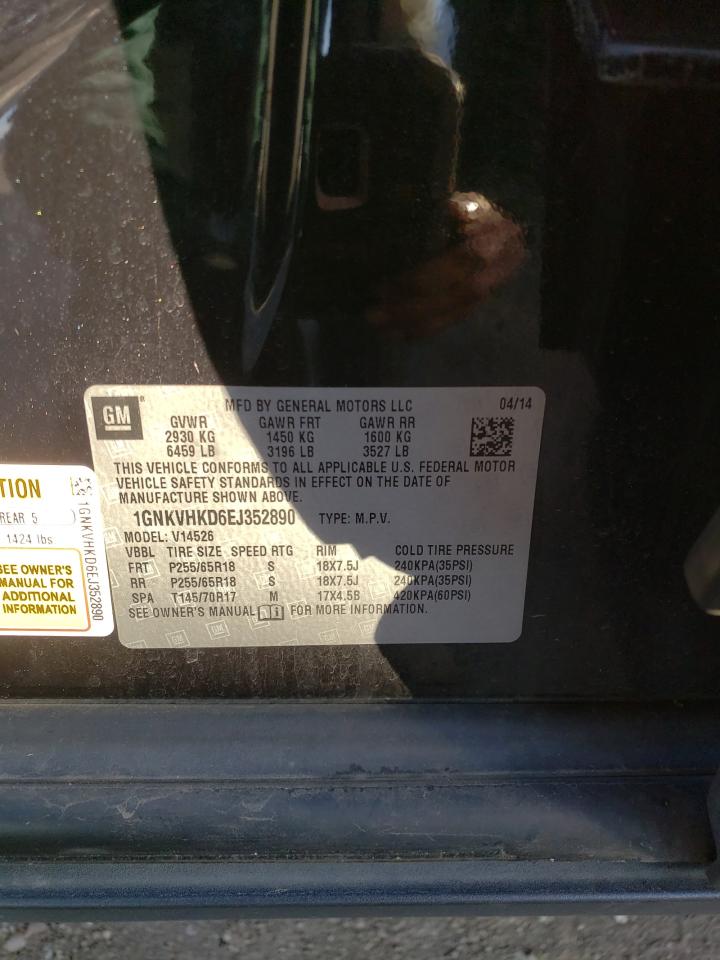 GM
®
MFD BY GENERAL MOTORS LLC 04/14
GVWR GAWR FRT GAWR RR
2930 KG 1450 KG 1600 KG
6459 LB 3196 LB 3527 LB
THIS VEHICLE CONFORMS TO ALL APPLICABLE U.S. FEDERAL MOTOR
VEHICLE SAFETY STANDARDS IN EFFECT ON THE DATE OF
MANUFACTURE SHOWN ABOVE.
1GNKVHKD6EJ352890 TYPE: M.P.V.
MODEL: V14526
VBBL TIRE SIZE SPEED RTG RIM COLD TIRE PRESSURE
FRT P255/65R18 S 18X7.5J 240KPA(35PSI)
RR P255/65R18 S 18X7.5J 240KPA(35PSI)
SPA T145/70R17 M 17X4.5B 420KPA(60PSI)
SEE OWNER'S MANUAL FOR MORE INFORMATION.
TION
REAR 5
1424 lbs
SEE OWNER'S
MANUAL FOR
ADDITIONAL
INFORMATION
1GNKVHKD6EJ352890